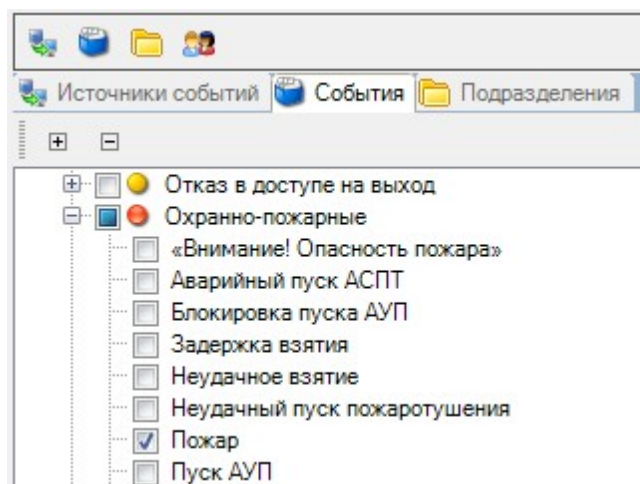 Источники событий События Подразделения
Отказ в доступе на выход
Охранно-пожарные
«Внимание! Опасность пожара»
Аварийный пуск АСПТ
Блокировка пуска АУП
Задержка взятия
Неудачное взятие
Неудачный пуск пожаротушения
Пожар
Пуск АУП